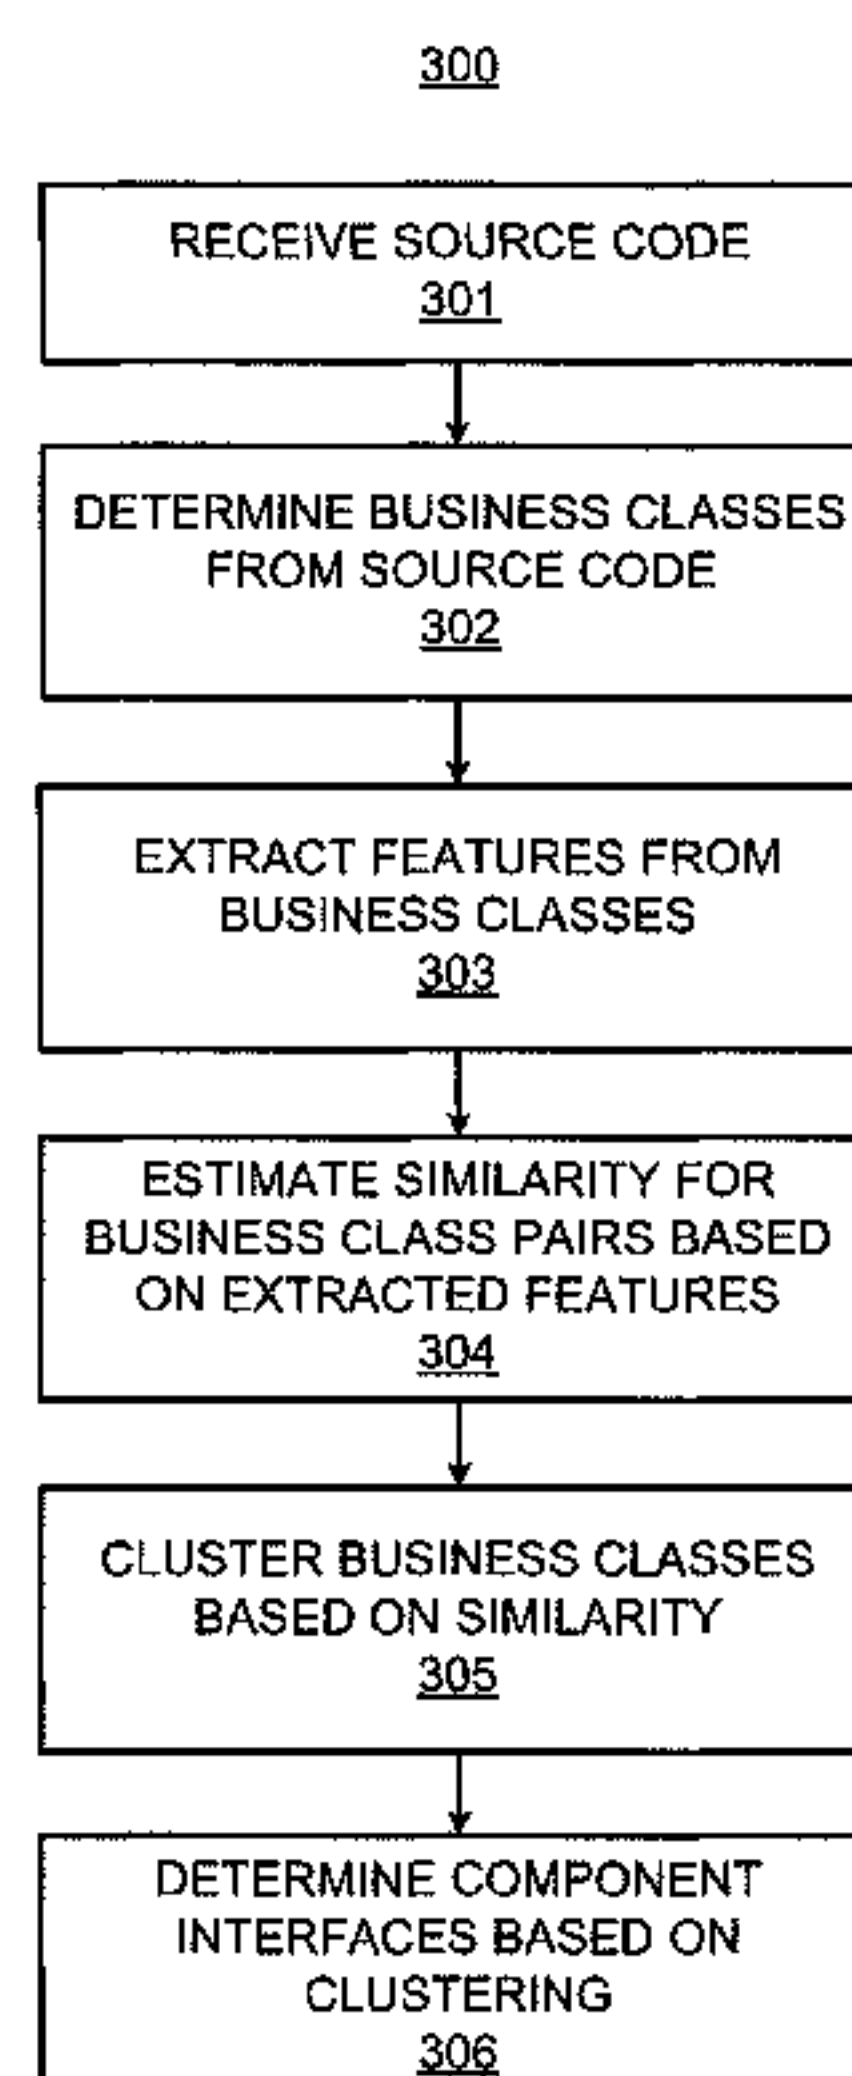 300
RECEIVE SOURCE CODE
301
DETERMINE BUSINESS CLASSES
FROM SOURCE CODE
302
EXTRACT FEATURES FROM
BUSINESS CLASSES
303
ESTIMATE SIMILARITY FOR
BUSINESS CLASS PAIRS BASED
ON EXTRACTED FEATURES
304
CLUSTER BUSINESS CLASSES
BASED ON SIMILARITY
305
DETERMINE COMPONENT
INTERFACES BASED ON
CLUSTERING
306